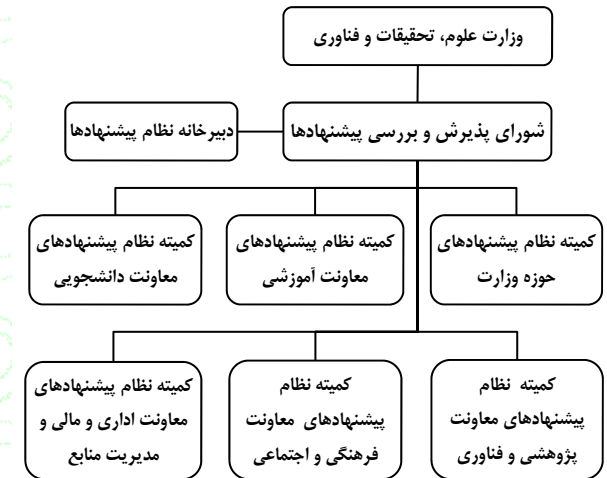 وزارت علوم، تحقیقات و فناوری
شورای پذیرش و بررسی پیشنهادها
دبیرخانه نظام پیشنهادها
کمیته نظام پیشنهادهای
حوزه وزارت
کمیته نظام پیشنهادهای
معاونت آموزشی
کمیته نظام پیشنهادهای
معاونت دانشجویی
کمیته نظام
پیشنهادهای معاونت
پژوهشی و فناوری
کمیته نظام
پیشنهادهای معاونت
فرهنگی و اجتماعی
کمیته نظام پیشنهادهای
معاونت اداری و مالی و
مدیریت منابع